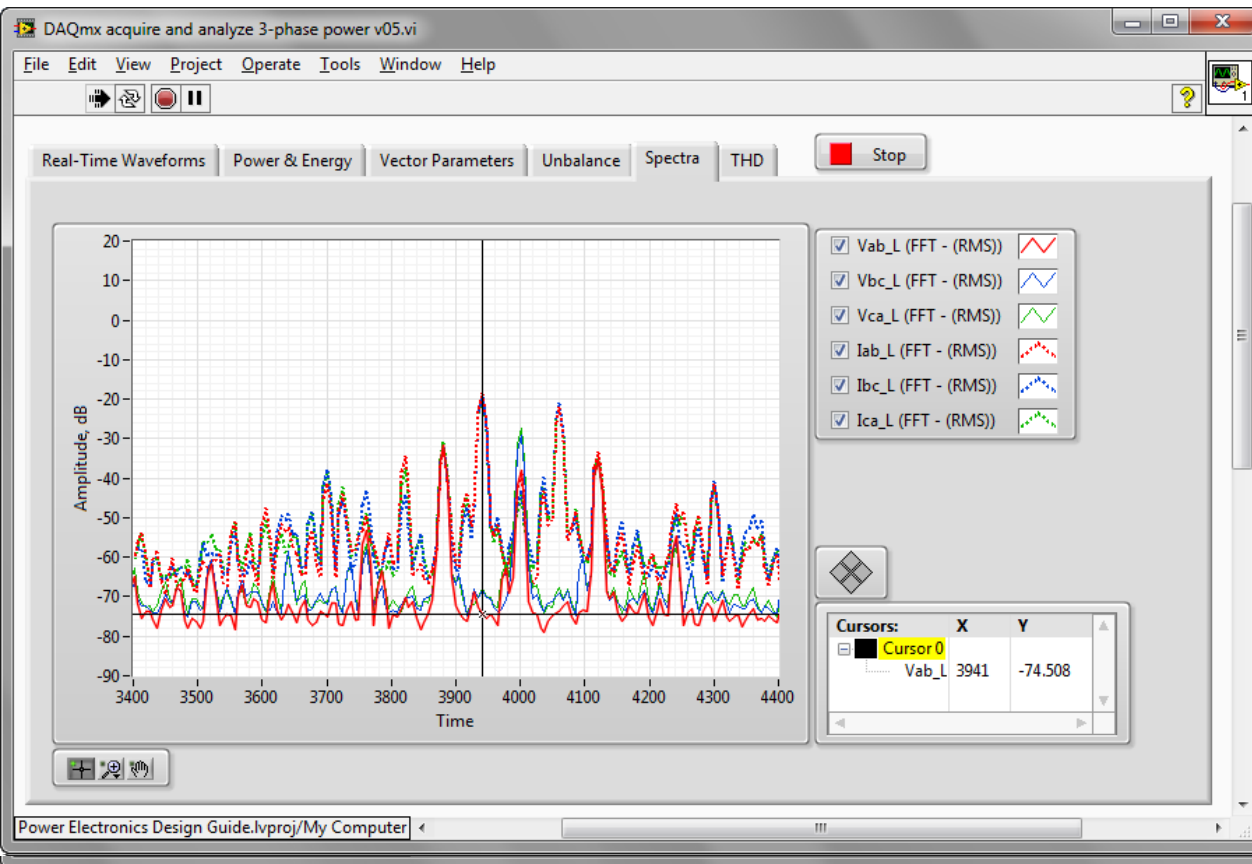 DAQmx acquire and analyze 3-phase power v05.vi
File Edit View Project Operate Tools Window Help
1
Real-Time Waveforms Power & Energy Vector Parameters Unbalance Spectra THD Stop
20
10
0
-10
-20
-30
-40
-50
-60
-70
-80
-90
Amplitude, dB
3400 3500 3600 3700 3800 3900 4000 4100 4200 4300 4400
Time
Vab_L (FFT - (RMS))
Vbc_L (FFT - (RMS))
Vca_L (FFT - (RMS))
Iab_L (FFT - (RMS))
Ibc_L (FFT - (RMS))
Ica_L (FFT - (RMS))
Cursors: X Y
Cursor 0
Vab_L 3941 -74.508
Power Electronics Design Guide.lvproj/My Computer